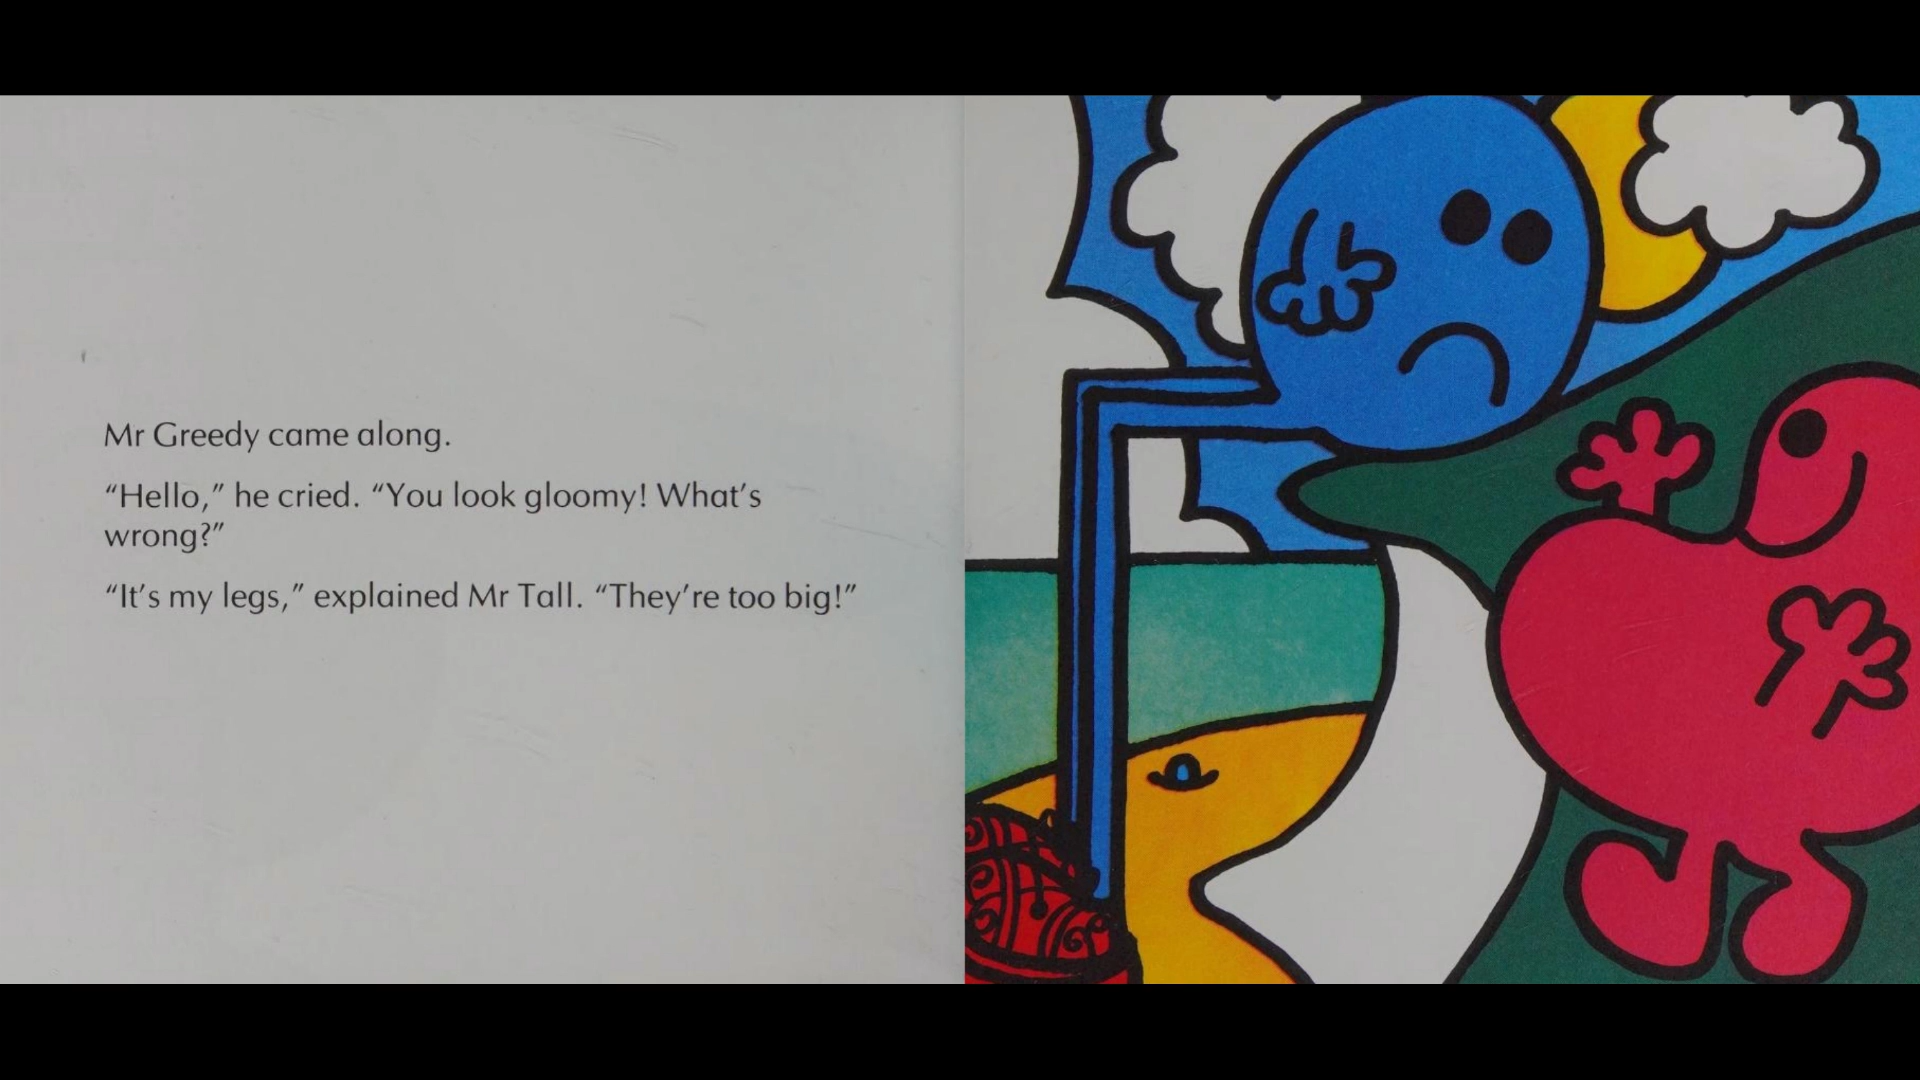 Mr Greedy came along.
“Hello,” he cried. “You look gloomy! What’s
wrong?”
“It’s my legs,” explained Mr Tall. “They’re too big!”